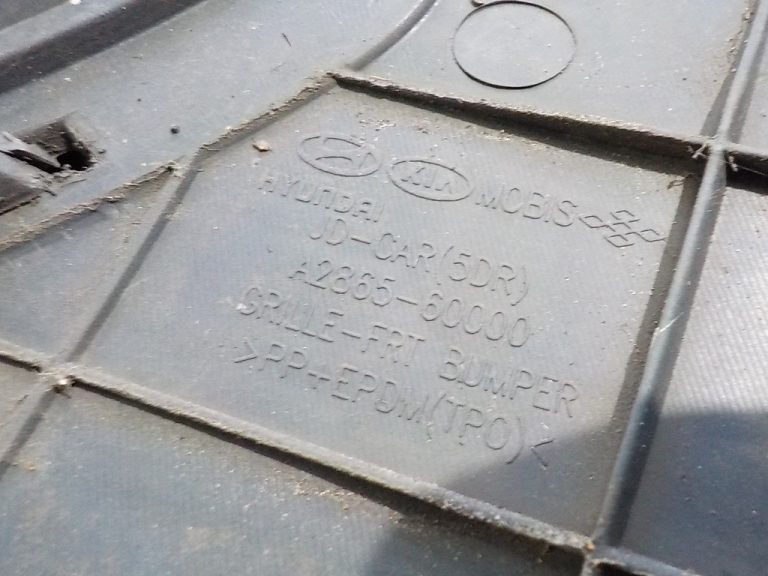 KIA MOBIS
HYUNDAI
JD-CAR(5DR)
A2865-60000
GRILLE-FRT BUMPER
>PP+EPDM(TPO)<